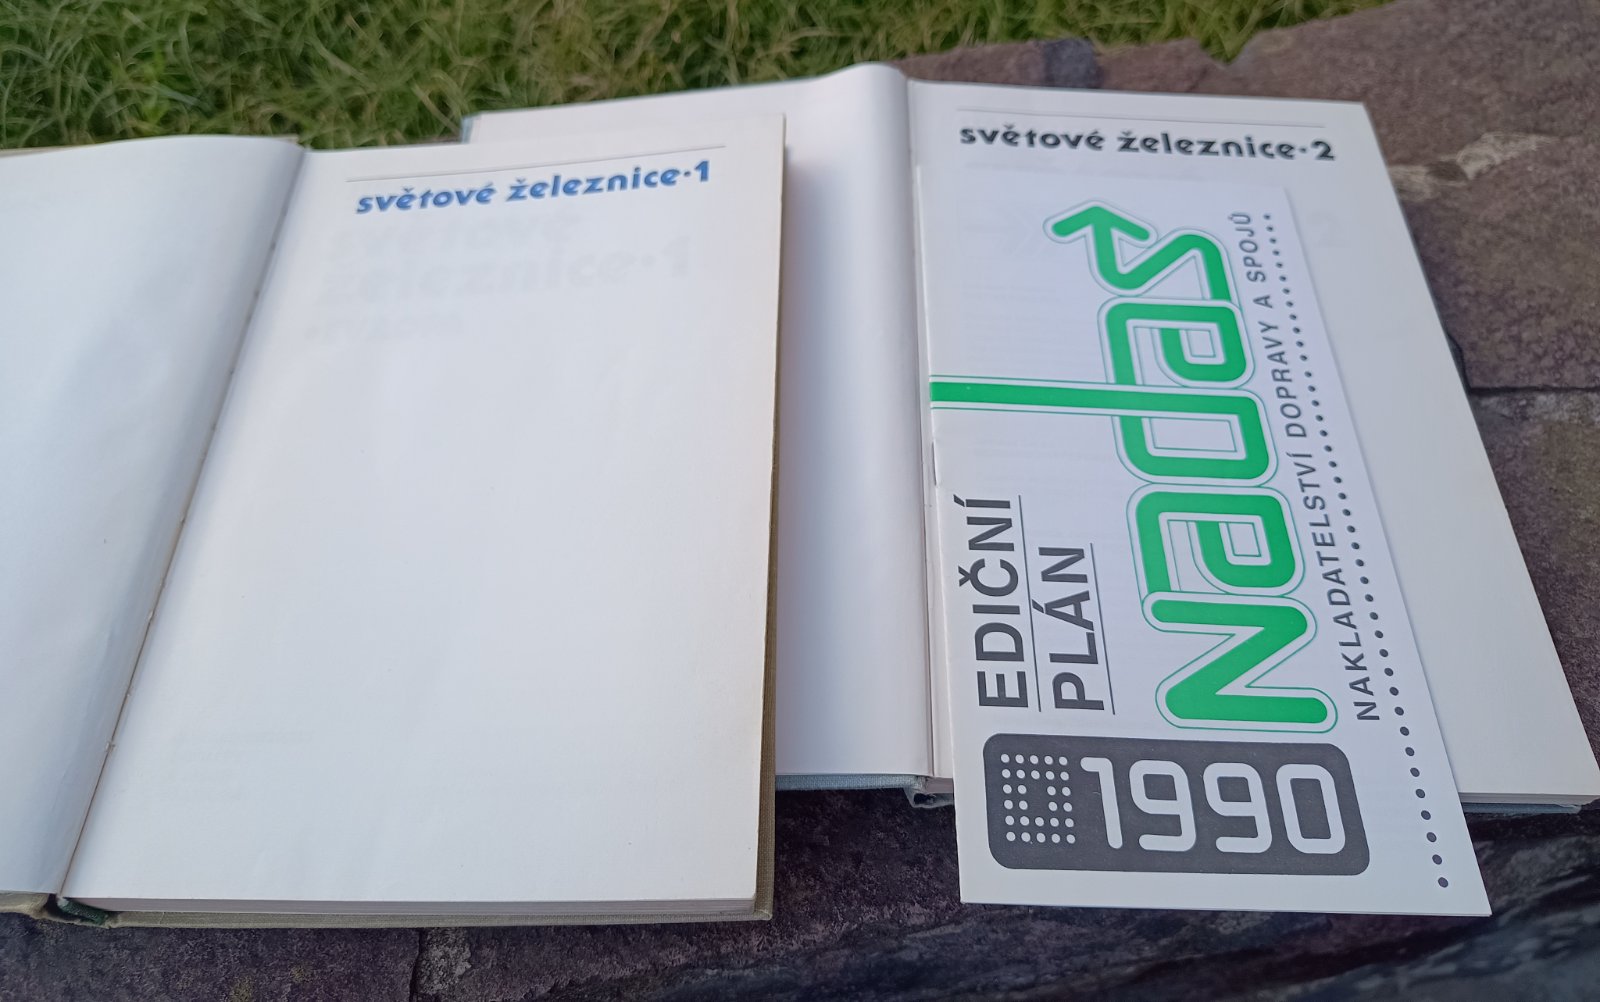 světové železnice·1
světové železnice·2
EDIČNÍ
PLÁN
1990
Nadas
NAKLADATELSTVÍ DOPRAVY A SPOJŮ